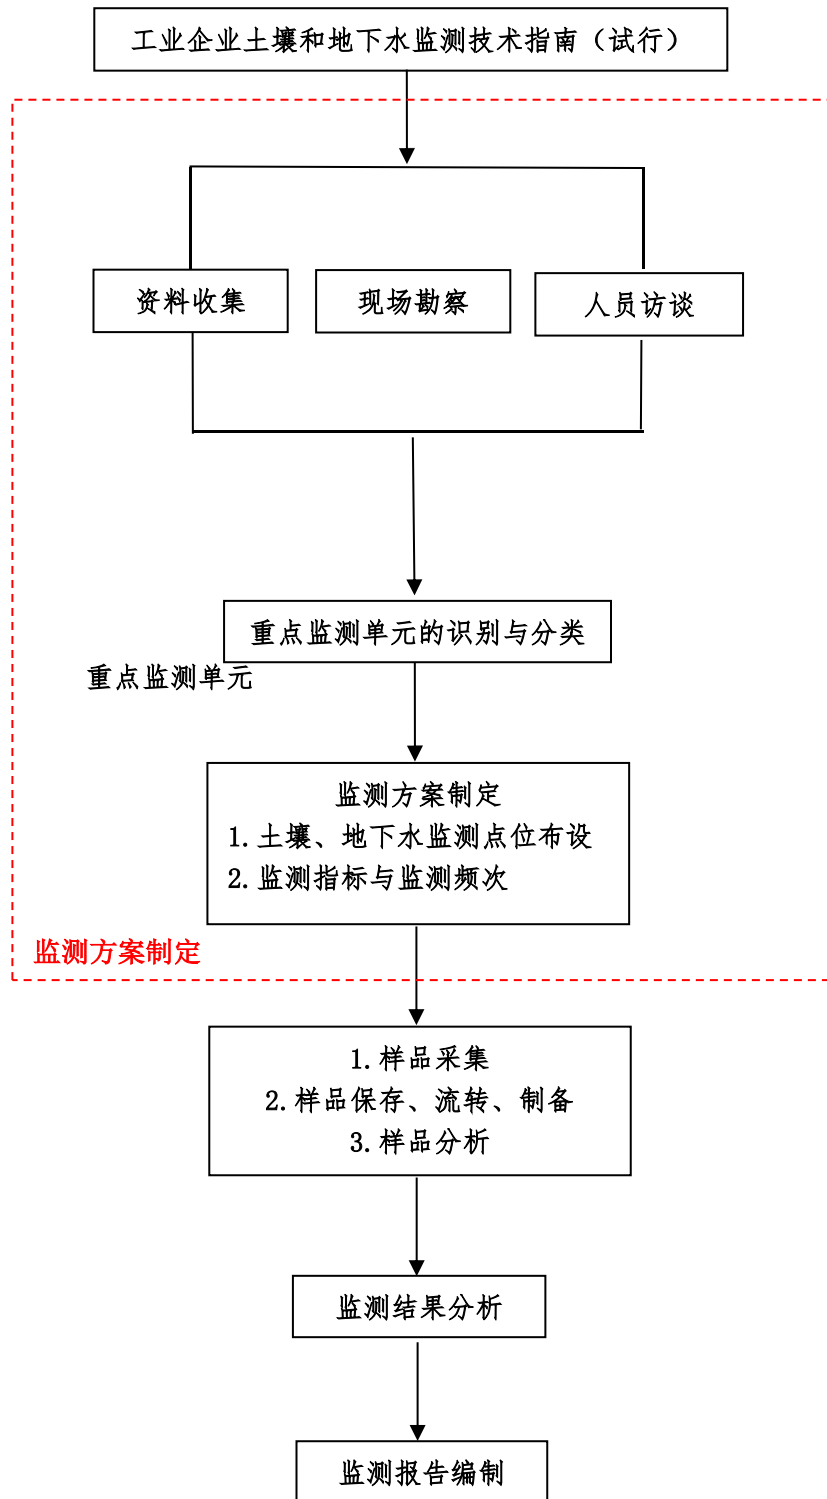 工业企业土壤和地下水监测技术指南（试行）
资料收集
现场勘察
人员访谈
重点监测单元的识别与分类
重点监测单元
监测方案制定
1.土壤、地下水监测点位布设
2.监测指标与监测频次
监测方案制定
1.样品采集
2.样品保存、流转、制备
3.样品分析
监测结果分析
监测报告编制